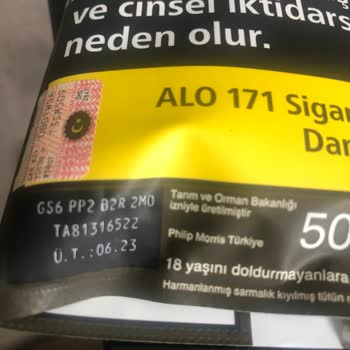 ve cinsel iktidars
neden olur.
ALO 171 Sigar
Dan
GS6 PP2 B2R 2M0
TA81316522
Ü.T.:06.23
Tarım ve Orman Bakanlığı
izniyle üretilmiştir
Philip Morris Türkiye
50
18 yaşını doldurmayanlara
Harmanlanmış sarmalık kıyılmış tütün